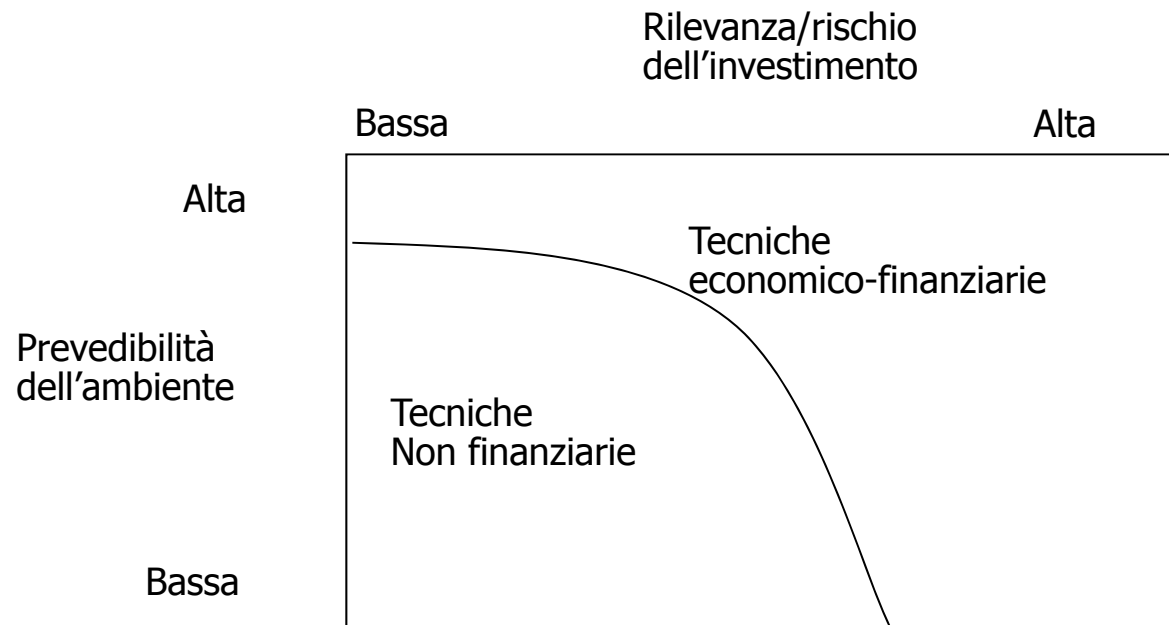 Rilevanza/rischio
dell’investimento
Bassa
Alta
Alta
Tecniche
economico-finanziarie
Prevedibilità
dell’ambiente
Tecniche
Non finanziarie
Bassa